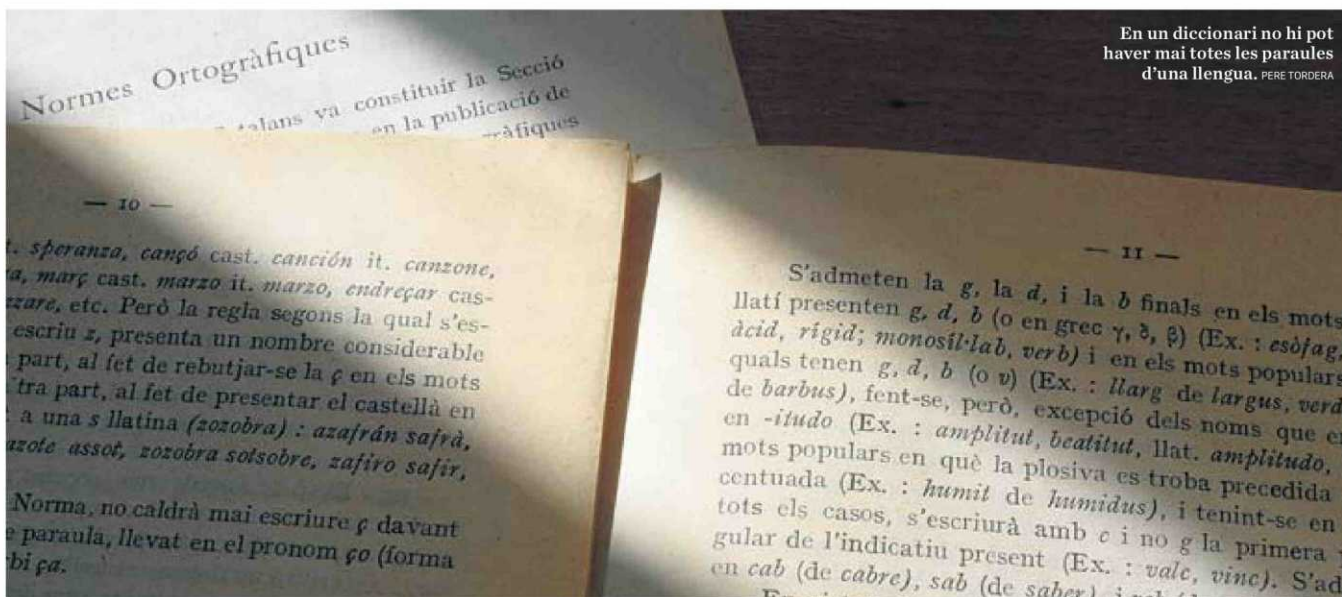 En un diccionari no hi pot
haver mai totes les paraules
d'una llengua. PERE TORDERA
Normes Ortogràfiques
talans va constituir la Secció
en la publicació de
gràfiques
— 10 —
t. speranza, cançó cast. canción it. canzone,
a, març cast. marzo it. marzo, endreçar cas-
zzare, etc. Però la regla segons la qual s'es-
escriu z, presenta un nombre considerable
part, al fet de rebutjar-se la ç en els mots
tra part, al fet de presentar el castellà en
a una s llatina (zozobra) : azafrán safrà,
azote assot, zozobra sotsobre, zafiro safir,
Norma, no caldrà mai escriure ç davant
e paraula, llevat en el pronom ço (forma
bi ça.
— 11 —
S'admeten la g, la d, i la b finals en els mots
llatí presenten g, d, b (o en grec γ, δ, β) (Ex. : esòfag,
àcid, rígid; monosíl·lab, verb) i en els mots populars
quals tenen g, d, b (o v) (Ex. : llarg de largus, verd
de barbus), fent-se, però, excepció dels noms que
en -itudo (Ex. : amplitut, beatitut, llat. amplitudo,
mots populars en què la plosiva es troba precedida
centuada (Ex. : humit de humidus), i tenint-se en
tots els casos, s'escriurà amb c i no g la primera
gular de l'indicatiu present (Ex. : valc, vinc). S'ad
en cab (de cabre), sab (de saber), i